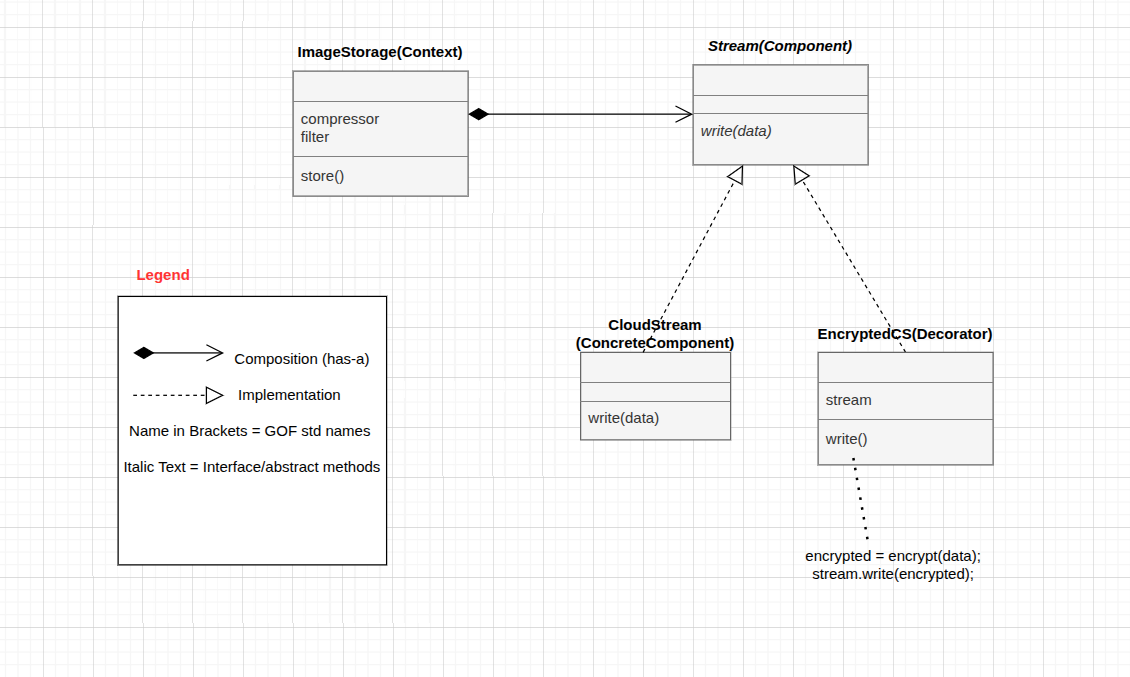 ImageStorage(Context)
compressor
filter
store()
Stream(Component)
write(data)
Legend
Composition (has-a)
Implementation
Name in Brackets = GOF std names
Italic Text = Interface/abstract methods
CloudStream
(ConcreteComponent)
write(data)
EncryptedCS(Decorator)
stream
write()
encrypted = encrypt(data);
stream.write(encrypted);